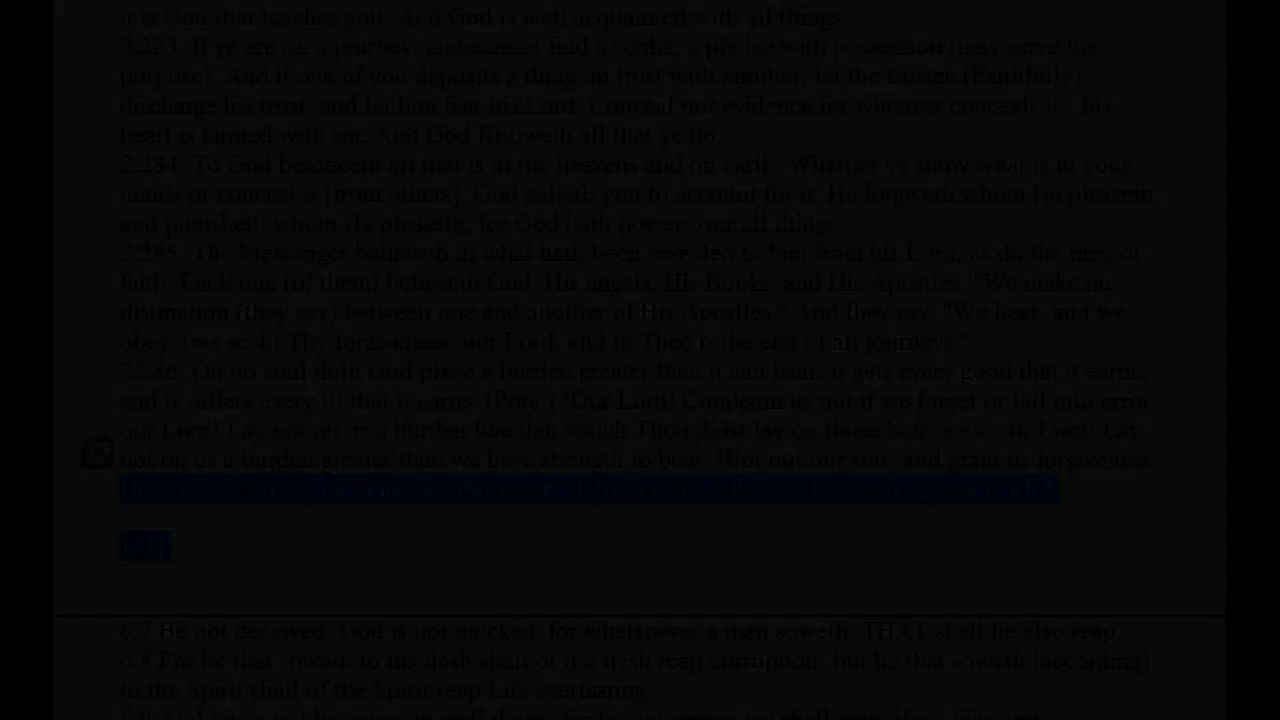 it is God that teaches you. And God is well acquainted with all things.
2:283. If ye are on a journey, and cannot find a scribe, a pledge with possession (may serve the
purpose). And if one of you deposits a thing on trust with another, let the trustee (Faithfully)
discharge his trust, and let him fear his Lord. Conceal not evidence for whoever conceals it - his
heart is tainted with sin. And God Knoweth all that ye do.
2:284. To God belongeth all that is in the heavens and on earth. Whether ye show what is in your
minds or conceal it [from others], God calleth you to account for it. He forgiveth whom He pleaseth,
and punisheth whom He pleaseth, for God hath power over all things.
2:285. The Messenger believeth in what hath been revealed to him from his Lord, as do the men of
faith. Each one (of them) believeth God, His angels, His Books, and His Apostles. "We make no
distinction (they say) between one and another of His Apostles." And they say: "We hear, and we
obey: (we seek) Thy forgiveness, our Lord, and to Thee is the end of all journeys."
2:286. On no soul doth God place a burden greater than it can bear. It gets every good that it earns,
and it suffers every ill that it earns. (Pray:) "Our Lord! Condemn us not if we forget or fall into error
our Lord! Lay not on us a burden like that which Thou didst lay on those before us; our Lord! Lay
not on us a burden greater than we have strength to bear. Blot out our sins, and grant us forgiveness
6:7 Be not deceived; God is not mocked: for whatsoever a man soweth, THAT shall he also reap.
6:8 For he that soweth to his flesh shall of the flesh reap corruption; but he that soweth [according]
to the Spirit shall of the Spirit reap Life everlasting.